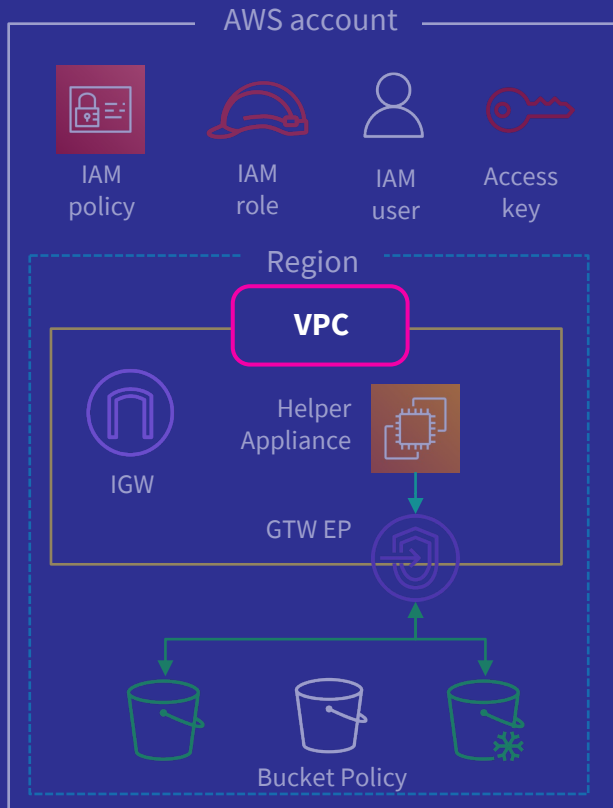 AWS account
IAM
policy
IAM
role
IAM
user
Access
key
Region
VPC
Helper
Appliance
IGW
GTW EP
Bucket Policy